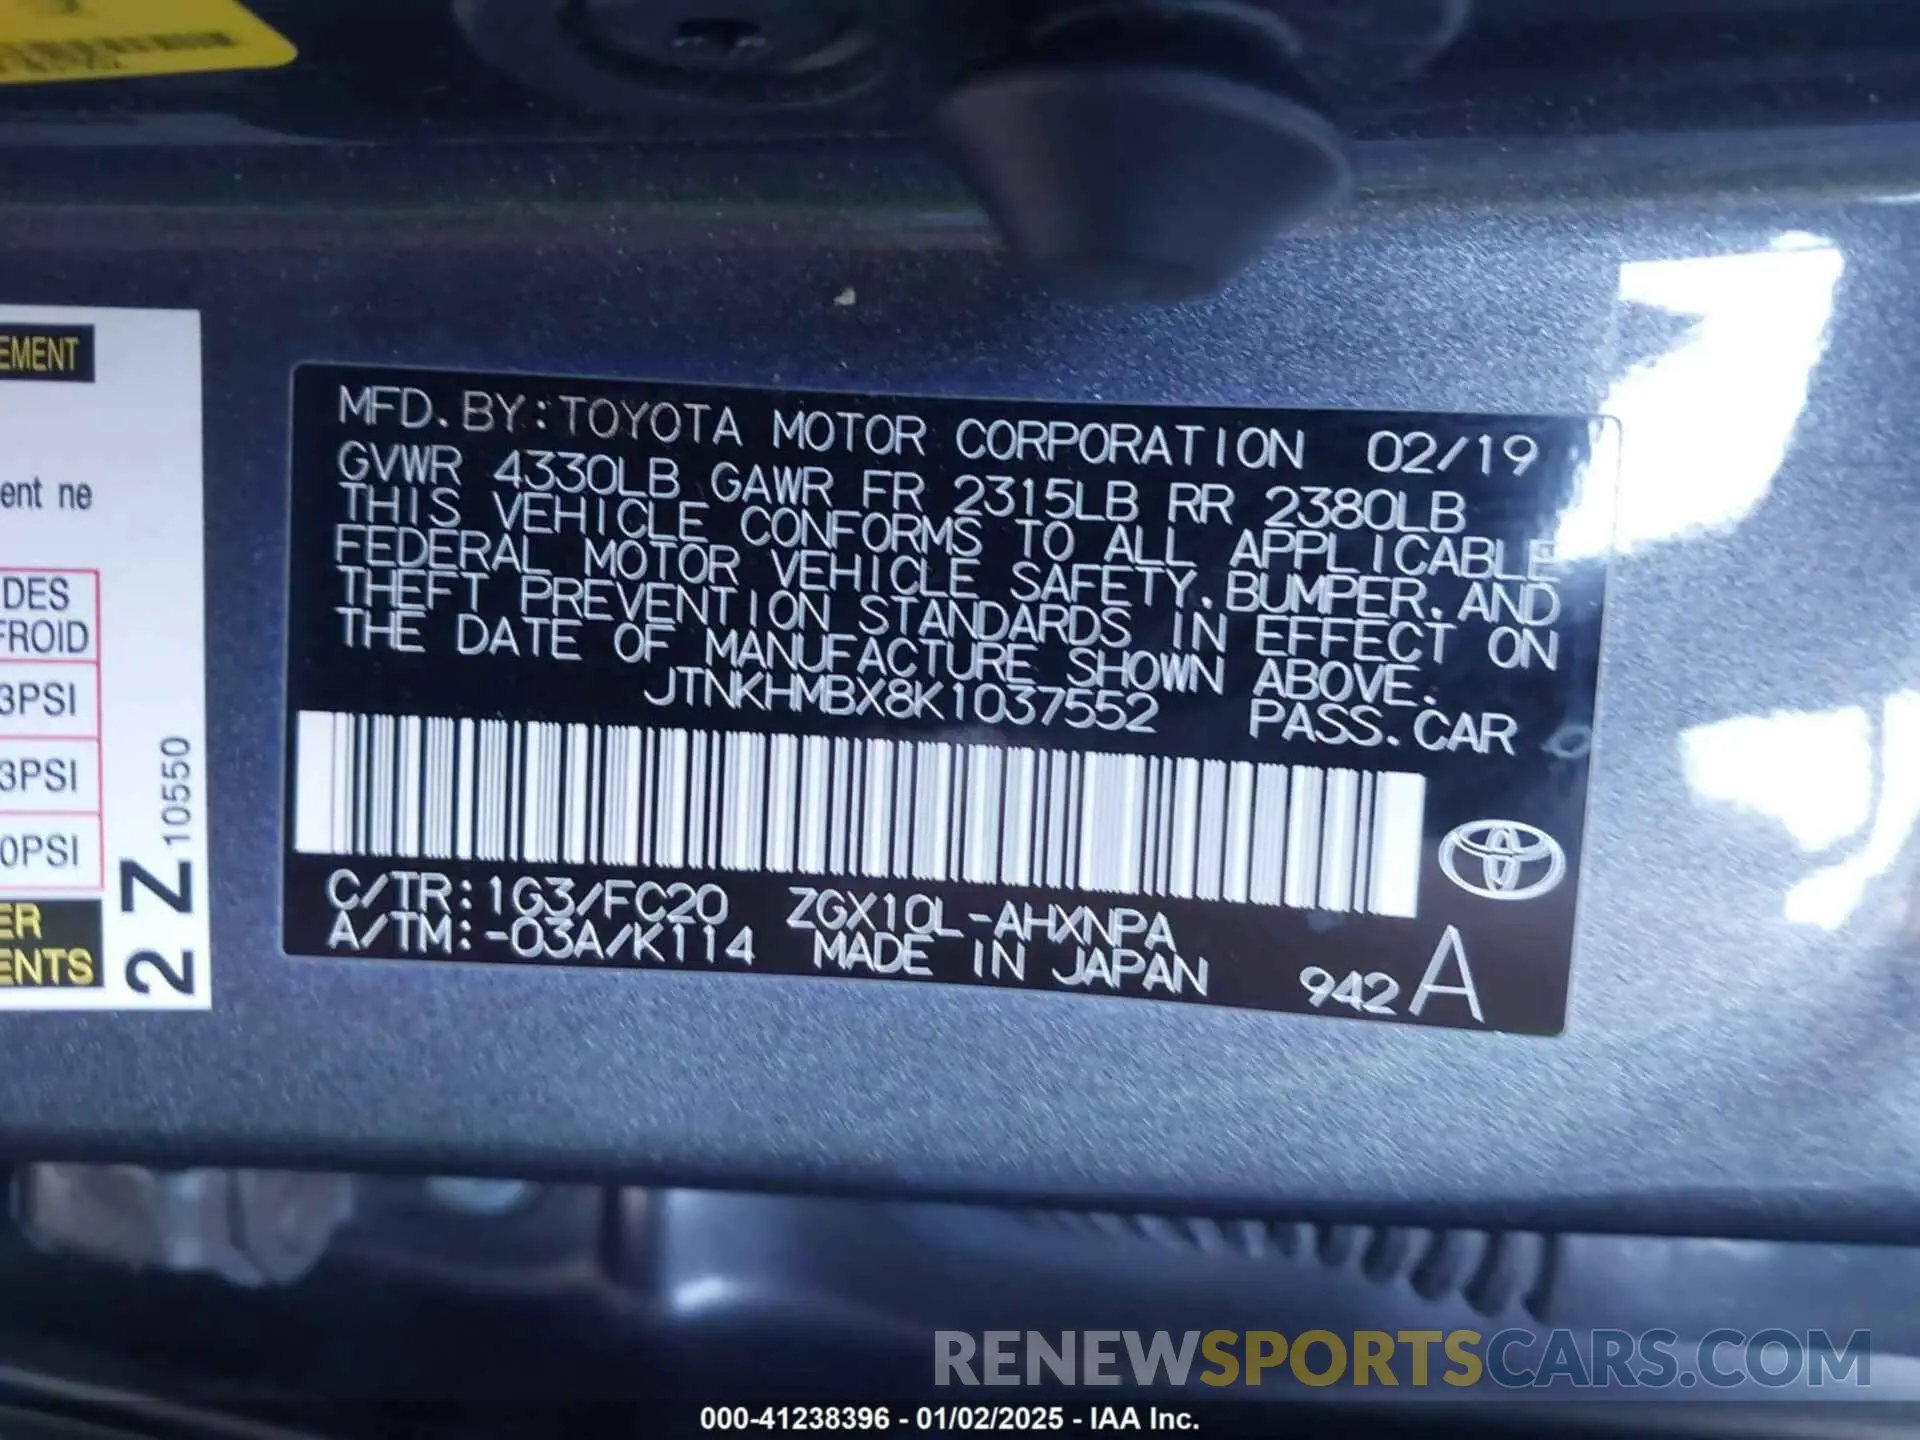 EMENT
ent ne
DES
FROID
3PSI
3PSI
0PSI
ER
ENTS
2 Z 10550
MFD. BY: TOYOTA MOTOR CORPORATION 02/19
GVWR 4330LB GAWR FR 2315LB RR 2380LB
THIS VEHICLE CONFORMS TO ALL APPLICABLE
FEDERAL MOTOR VEHICLE SAFETY, BUMPER, AND
THEFT PREVENTION STANDARDS IN EFFECT ON
THE DATE OF MANUFACTURE SHOWN ABOVE.
JTNKHMBX8K1037552 PASS. CAR
C/TR: 1G3/FC20 ZGX10L-AHXNPA
A/TM: -03A/K114 MADE IN JAPAN 942 A
RENEWSPORTSCARS.COM
000-41238396 - 01/02/2025 - IAA Inc.